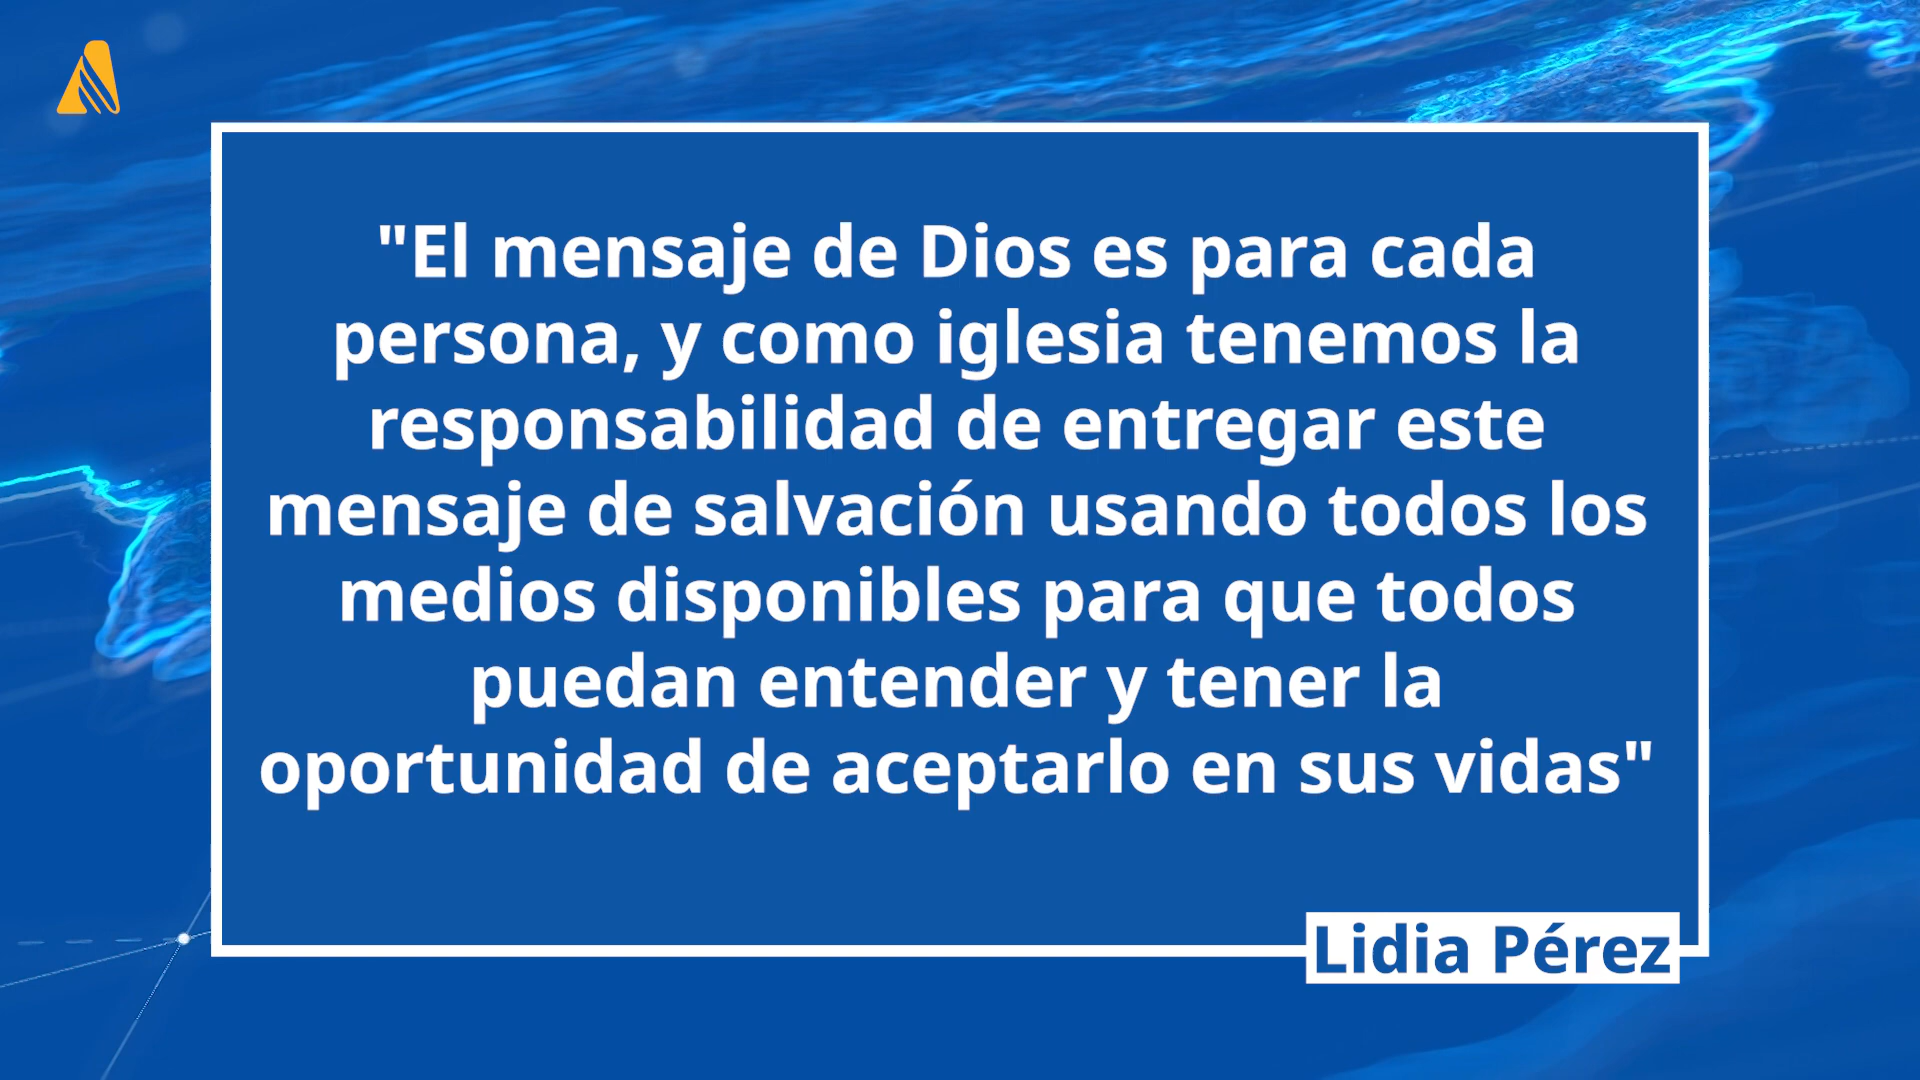 "El mensaje de Dios es para cada
persona, y como iglesia tenemos la
responsabilidad de entregar este
mensaje de salvación usando todos los
medios disponibles para que todos
puedan entender y tener la
oportunidad de aceptarlo en sus vidas"
Lidia Pérez